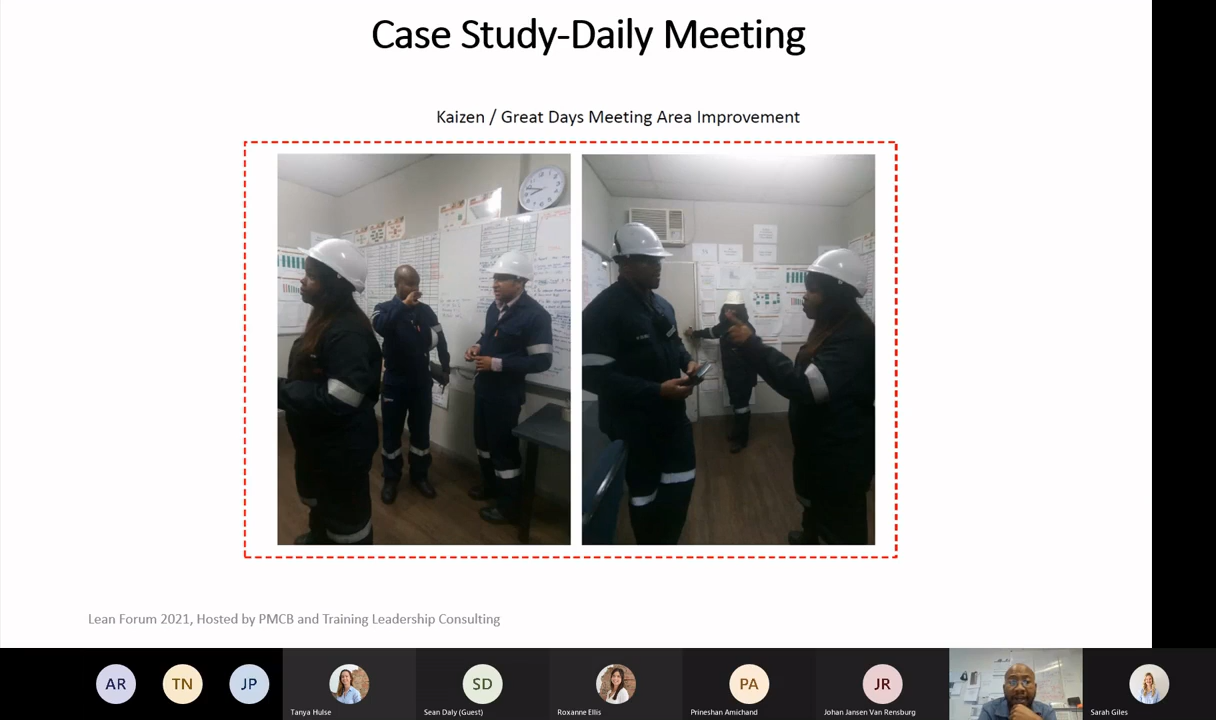 Case Study-Daily Meeting
Kaizen / Great Days Meeting Area Improvement
Lean Forum 2021, Hosted by PMCB and Training Leadership Consulting
AR
TN
JP
Tanya Hulse
SD
Sean Daly (Guest)
Roxanne Ellis
PA
Prineshan Amichand
JR
Johan Jansen Van Rensburg
Sarah Giles